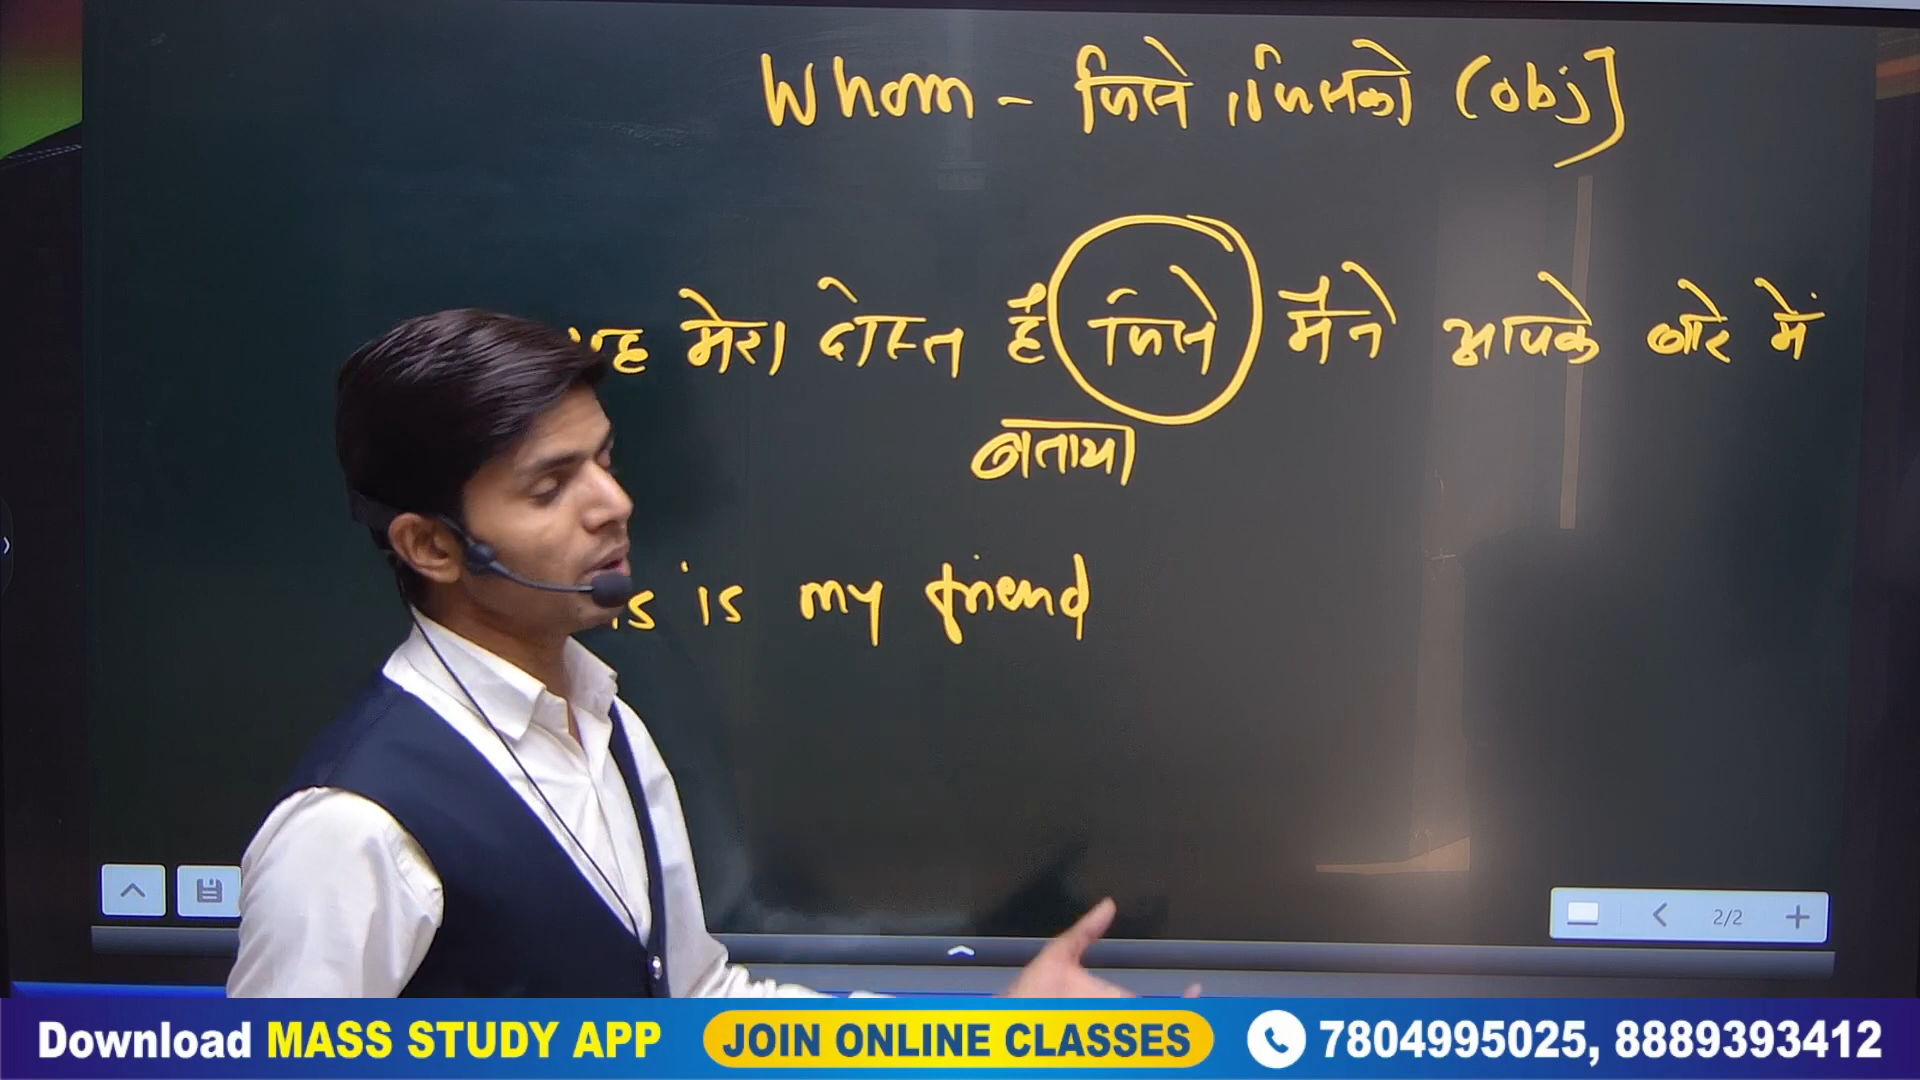 Whom - जिसे, जिसको (obj]
यह मेरा दोस्त है जिसे मैने आपके बारे में
बताया
is is my friend
2/2
Download MASS STUDY APP JOIN ONLINE CLASSES 7804995025, 8889393412